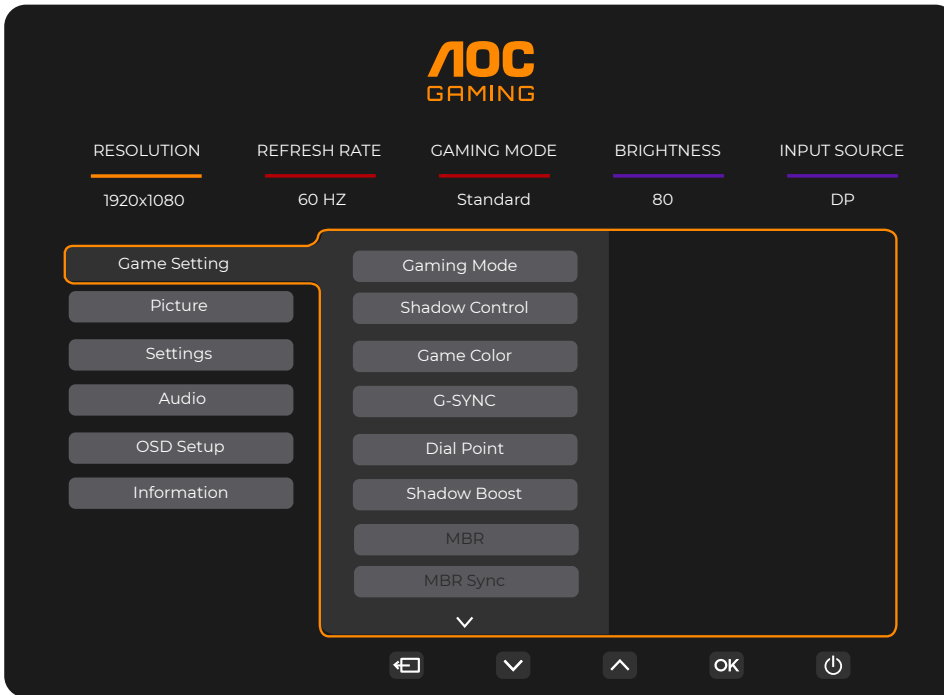 AOC
GAMING
RESOLUTION REFRESH RATE GAMING MODE BRIGHTNESS INPUT SOURCE
1920x1080 60 HZ Standard 80 DP
Game Setting
Picture
Settings
Audio
OSD Setup
Information
Gaming Mode
Shadow Control
Game Color
G-SYNC
Dial Point
Shadow Boost
MBR
MBR Sync
OK